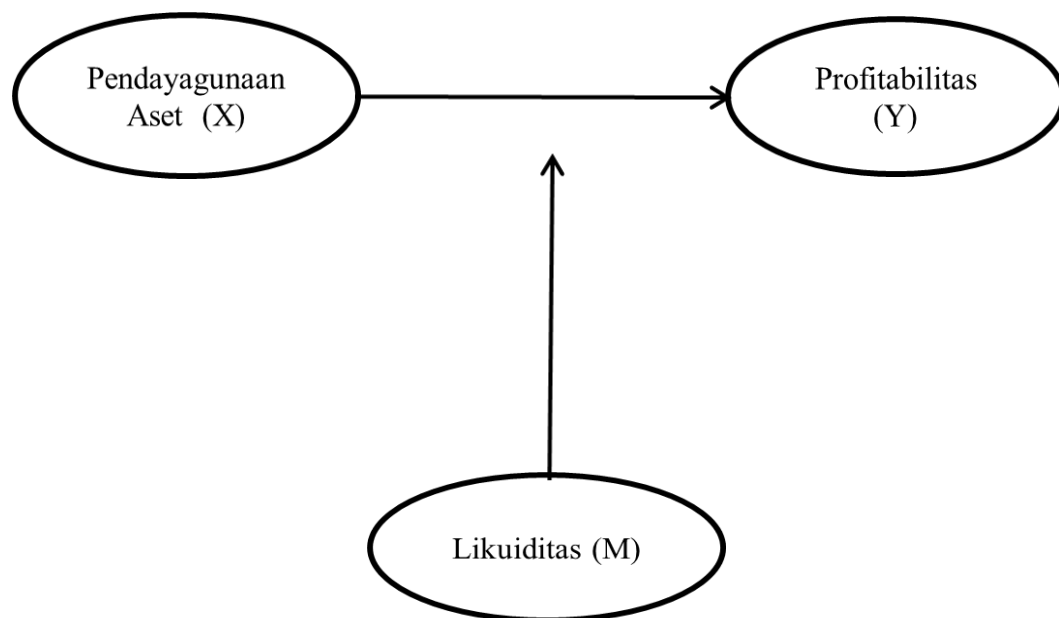 Pendayagunaan
Aset (X)
Profitabilitas
(Y)
Likuiditas (M)